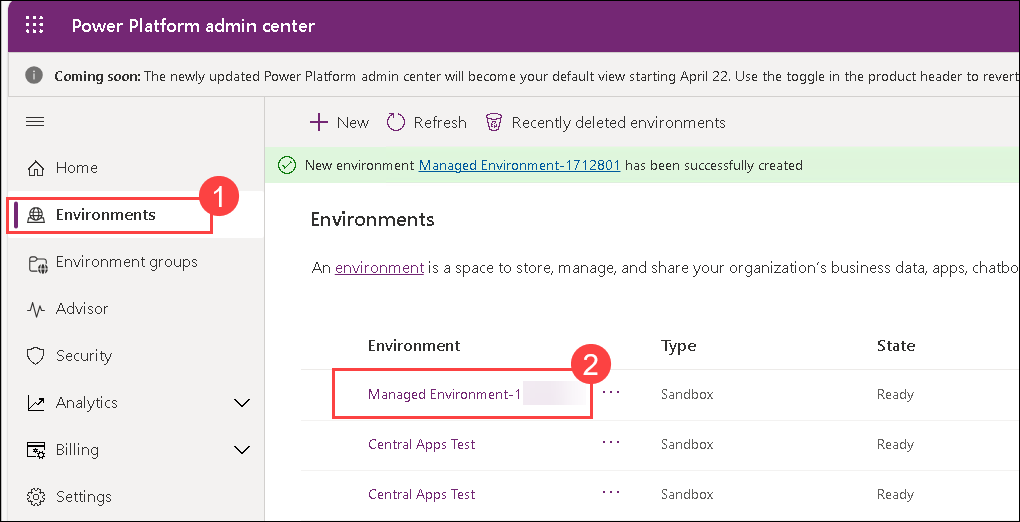 Power Platform admin center
Coming soon: The newly updated Power Platform admin center will become your default view starting April 22. Use the toggle in the product header to revert
New Refresh Recently deleted environments
New environment Managed Environment-1712801 has been successfully created
Home
1
Environments
Environment groups
Advisor
Security
Analytics
Billing
Settings
Environments
An environment is a space to store, manage, and share your organization's business data, apps, chatbo
Environment Type State
2
Managed Environment-1 ... Sandbox Ready
Central Apps Test ... Sandbox Ready
Central Apps Test ... Sandbox Ready